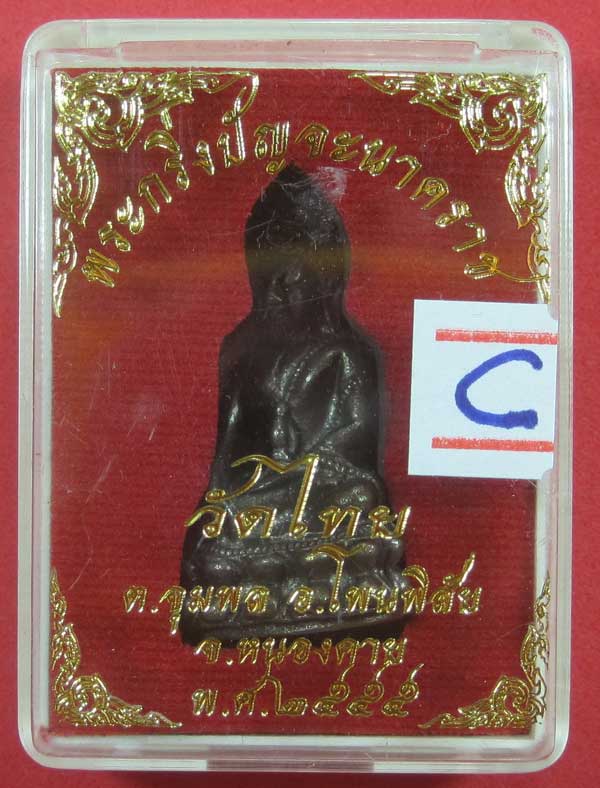 พระกริ่งปัญจะนาคราช
C
วัดไทย
ต.จุมพล อ.โพนพิสัย
จ.หนองคาย
พ.ศ.๒๕๕๕